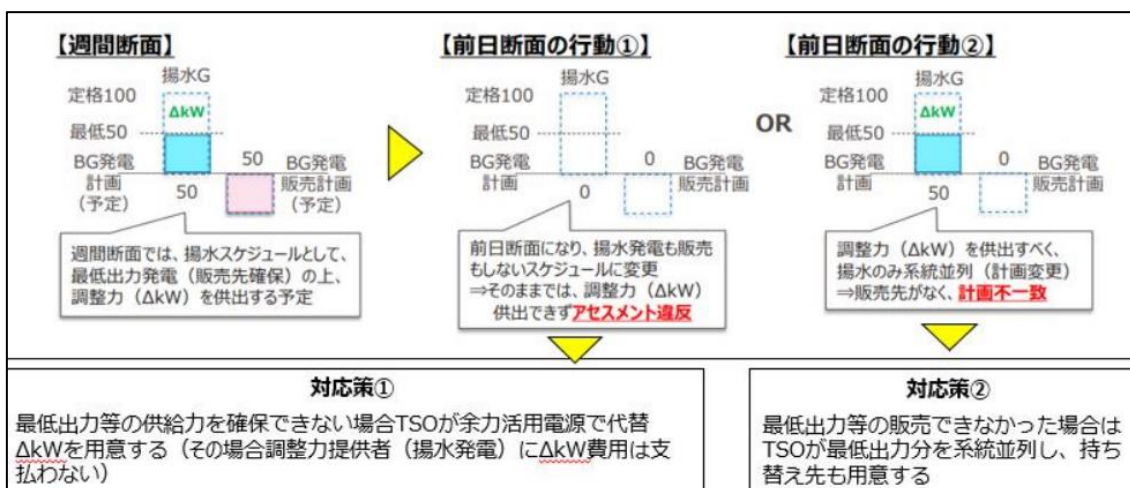 【週間断面】
揚水G
定格100
ΔkW
最低50
50
BG発電
計画
(予定)
50
BG発電
販売計画
(予定)
週間断面では、揚水スケジュールとして、
最低出力発電(販売先確保)の上、
調整力(ΔkW)を供出する予定
【前日断面の行動①】
揚水G
定格100
最低50
0
BG発電
計画
0
BG発電
販売計画
前日断面になり、揚水発電も販売
もしないスケジュールに変更
⇒そのままでは、調整力(ΔkW)
供出できずアセスメント違反
OR
【前日断面の行動②】
揚水G
定格100
ΔkW
最低50
0
BG発電
計画
50
BG発電
販売計画
調整力(ΔkW)を供出すべく、
揚水のみ系統並列(計画変更)
⇒販売先がなく、計画不一致
対応策①
最低出力等の供給力を確保できない場合TSOが余力活用電源で代替
ΔkWを用意する(その場合調整力提供者(揚水発電)にΔkW費用は支
払わない)
対応策②
最低出力等の販売できなかった場合は
TSOが最低出力分を系統並列し、持ち
替え先も用意する